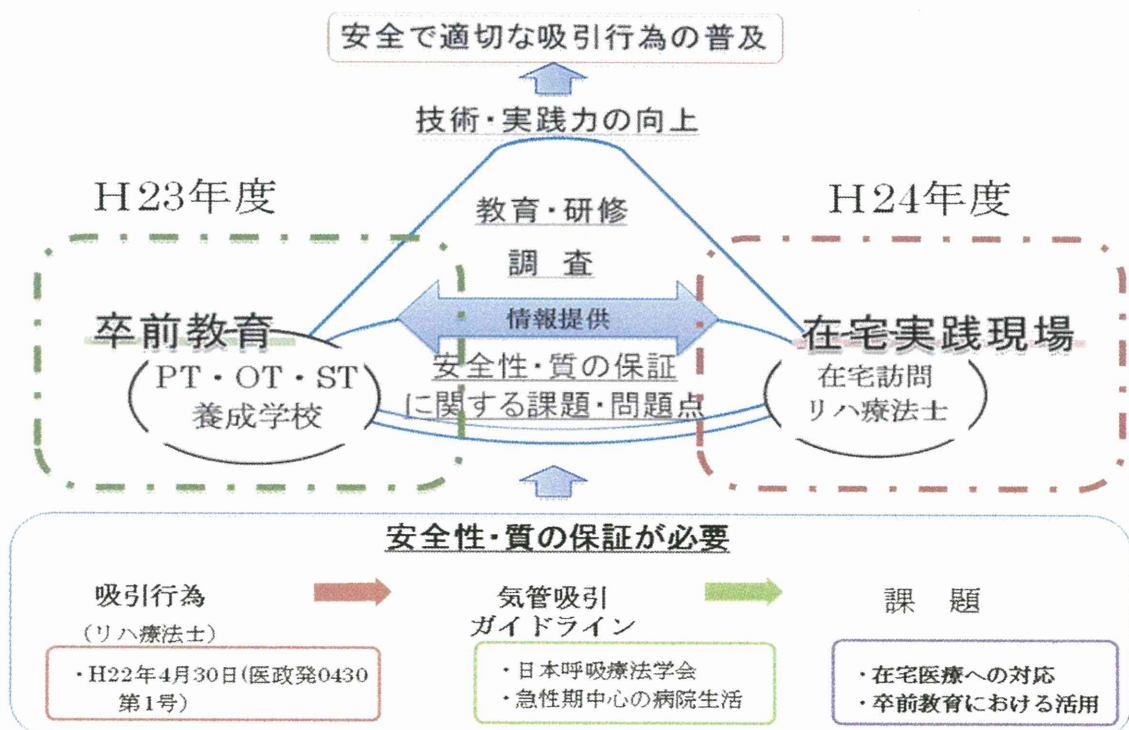 安全で適切な吸引行為の普及
技術・実践力の向上
H23年度
教育・研修
H24年度
調 査
情報提供
卒前教育
PT・OT・ST
養成学校
安全性・質の保証
に関する課題・問題点
在宅実践現場
在宅訪問
リハ療法士
安全性・質の保証が必要
吸引行為
(リハ療法士)
・H22年4月30日(医政発0430
第1号)
気管吸引
ガイドライン
・日本呼吸療法学会
・急性期中心の病院生活
課 題
・在宅医療への対応
・卒前教育における活用